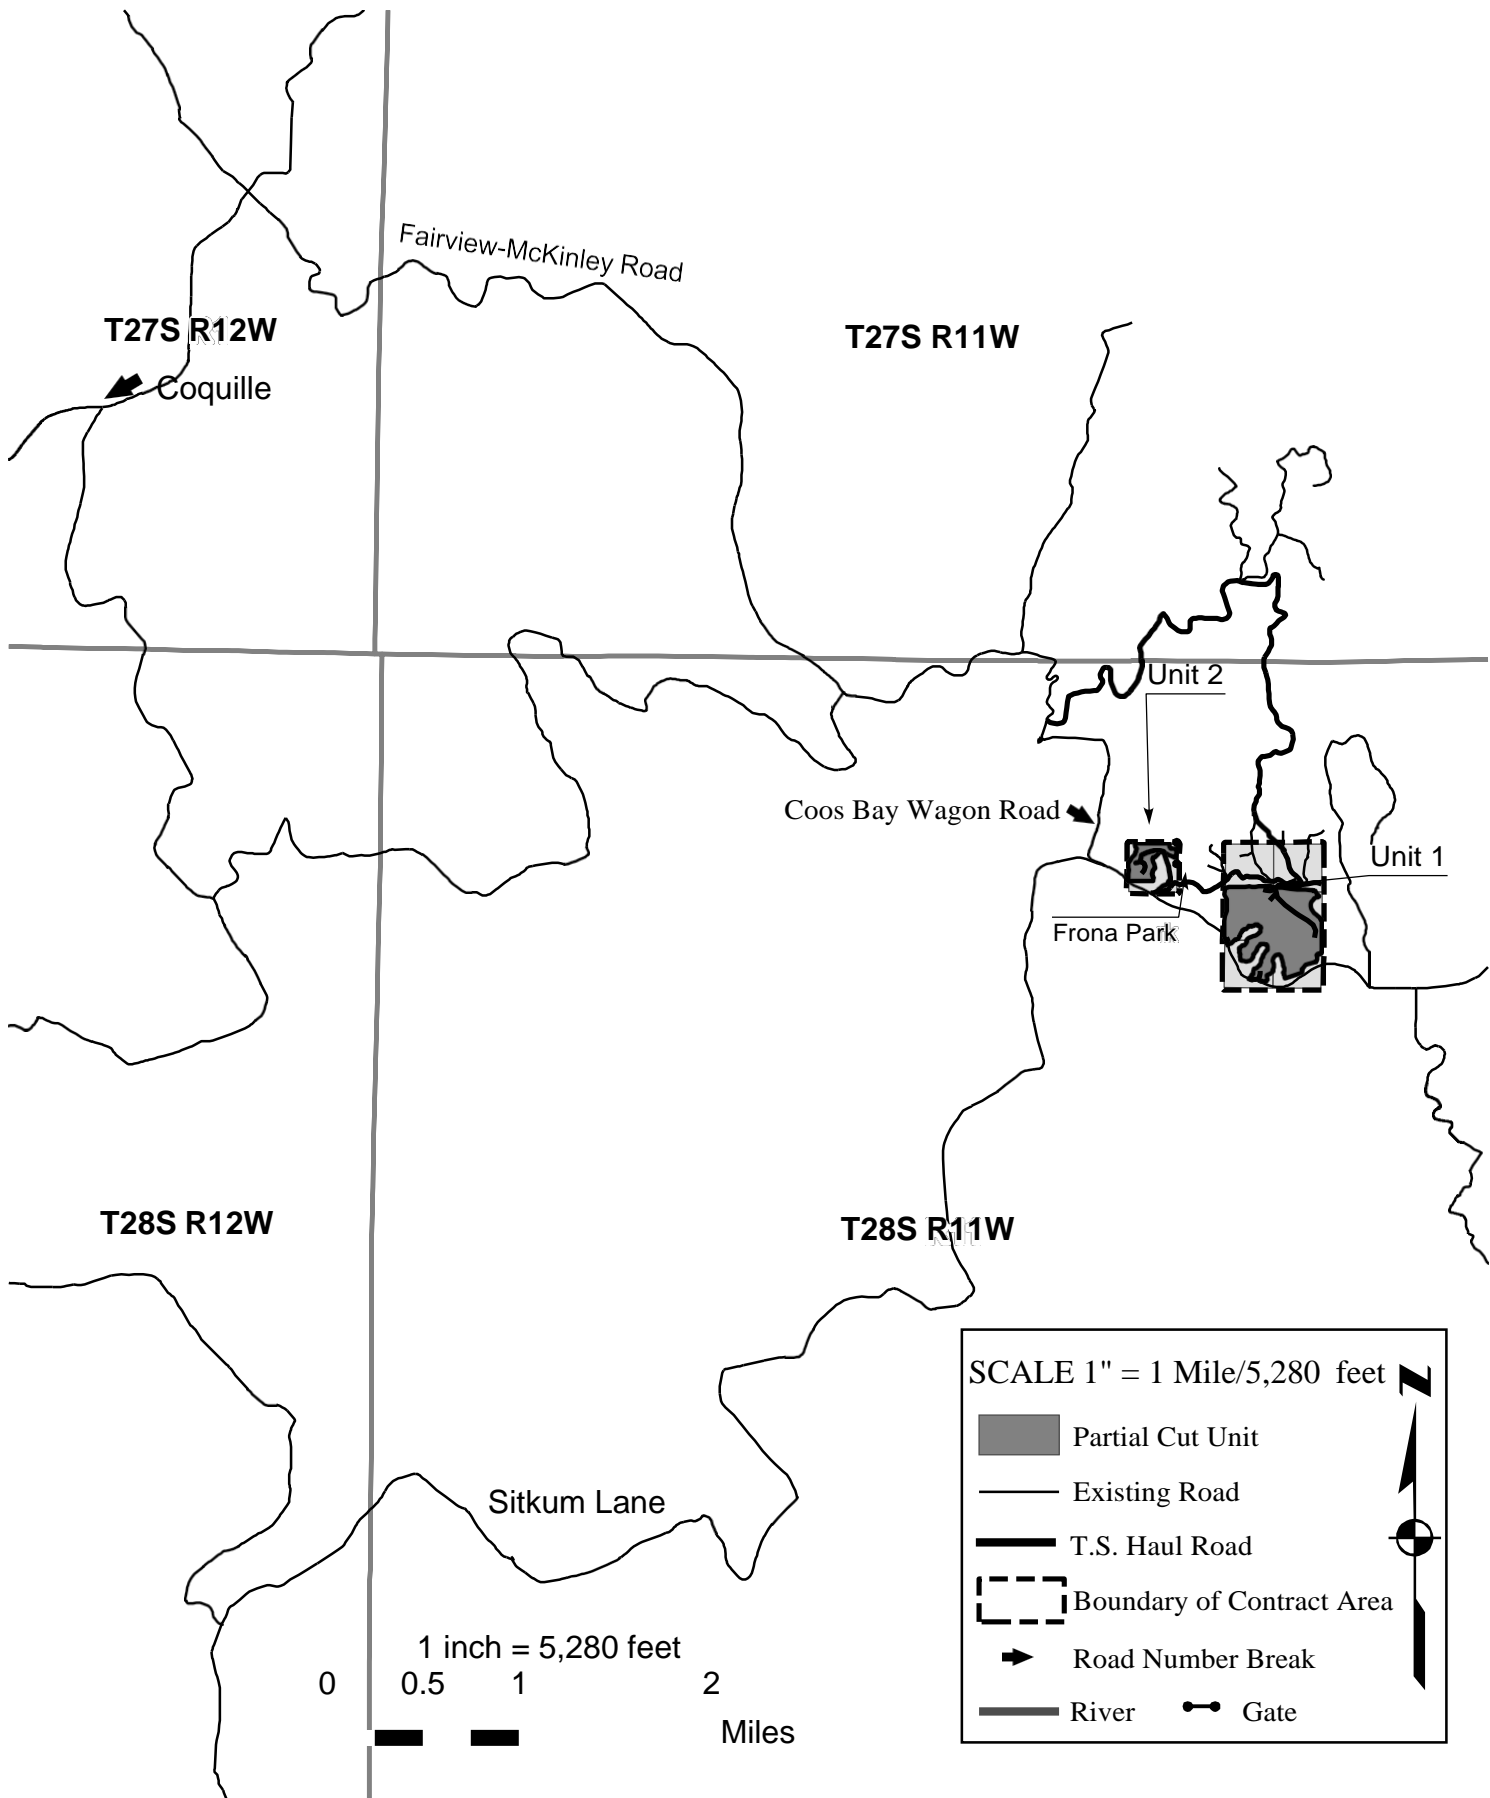 Fairview-McKinley Road
T27S R12W
T27S R11W
Coquille
Unit 2
Coos Bay Wagon Road
Unit 1
Frona Park
T28S R12W
T28S R11W
SCALE 1" = 1 Mile/5,280 feet
N
Partial Cut Unit
Existing Road
Sitkum Lane
T.S. Haul Road
Boundary of Contract Area
1 inch = 5,280 feet
Road Number Break
0 0.5 1 2
River Gate
Miles